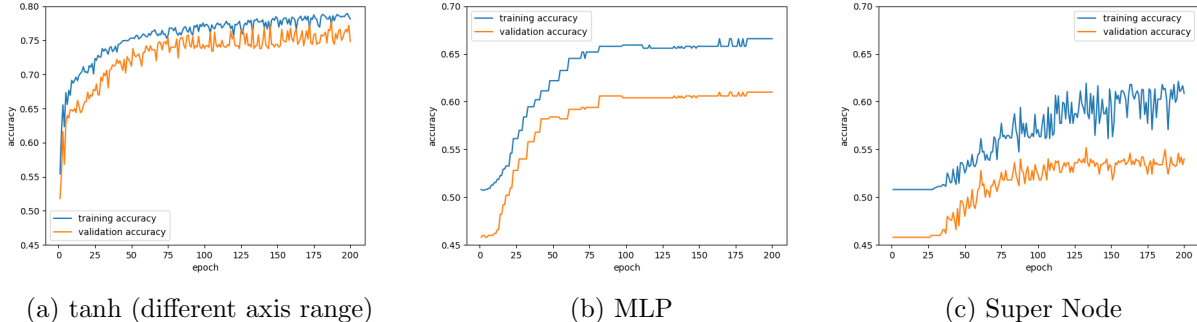 0.80
0.75
0.70
0.65
0.60
0.55
0.50
0.45
accuracy
training accuracy
validation accuracy
0 25 50 75 100 125 150 175 200
epoch
(a) tanh (different axis range)
0.70
0.65
0.60
0.55
0.50
0.45
accuracy
training accuracy
validation accuracy
0 25 50 75 100 125 150 175 200
epoch
(b) MLP
0.70
0.65
0.60
0.55
0.50
0.45
accuracy
training accuracy
validation accuracy
0 25 50 75 100 125 150 175 200
epoch
(c) Super Node